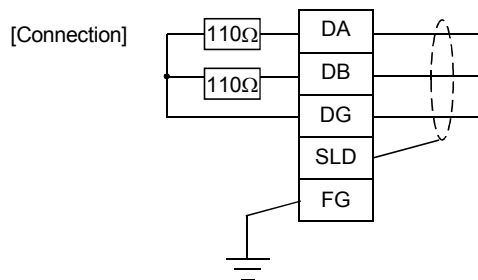 [Connection]
110Ω
DA
110Ω
DB
DG
SLD
FG